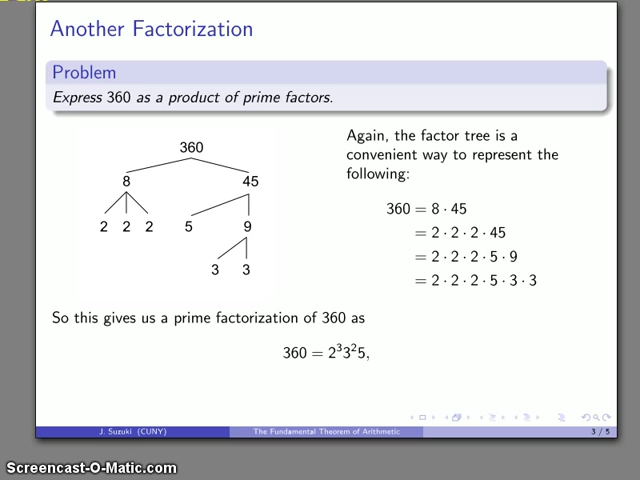 Another Factorization
Problem
Express 360 as a product of prime factors.
360
8 45
2 2 2 5 9
3 3
Again, the factor tree is a
convenient way to represent the
following:
360 = 8 · 45
= 2 · 2 · 2 · 45
= 2 · 2 · 2 · 5 · 9
= 2 · 2 · 2 · 5 · 3 · 3
So this gives us a prime factorization of 360 as
360 = 2³3²5,
J. Suzuki (CUNY) The Fundamental Theorem of Arithmetic 3 / 5
Screencast-O-Matic.com